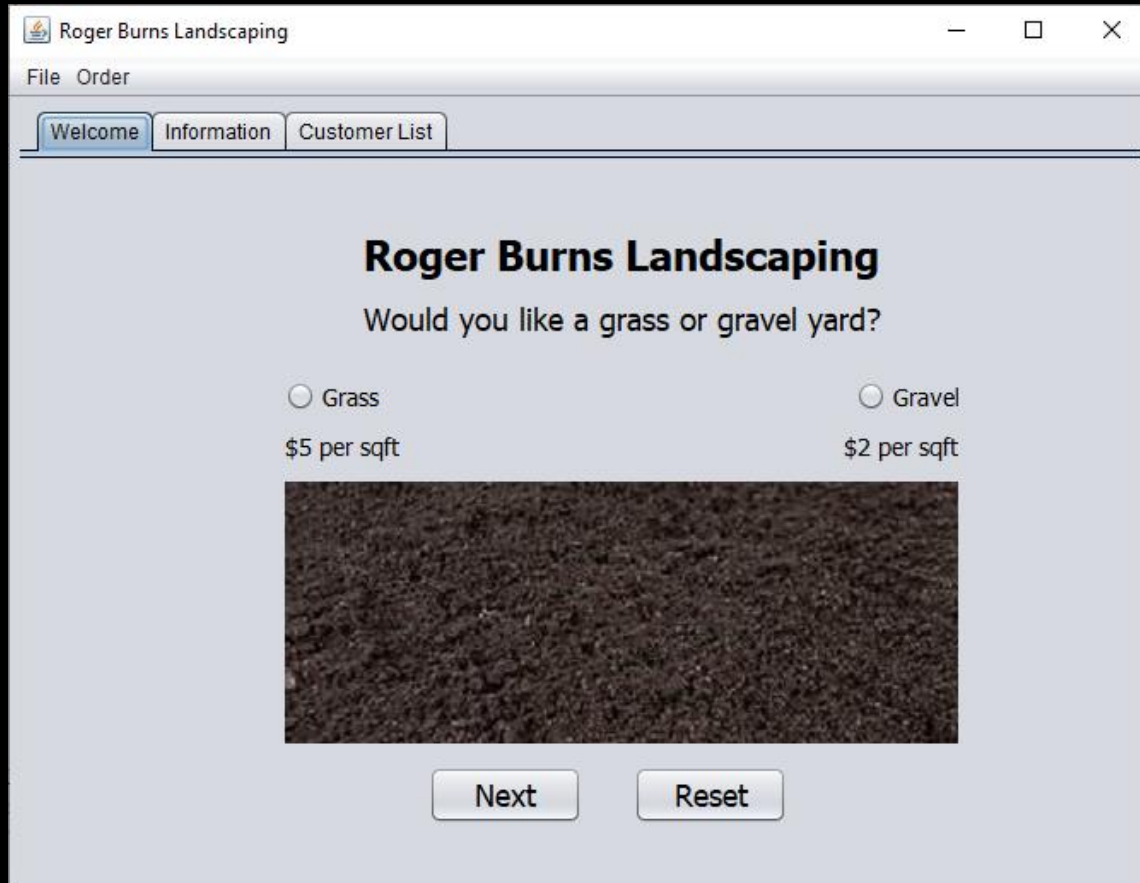 Roger Burns Landscaping
File Order
Welcome Information Customer List
Roger Burns Landscaping
Would you like a grass or gravel yard?
Grass Gravel
$5 per sqft $2 per sqft
Next Reset